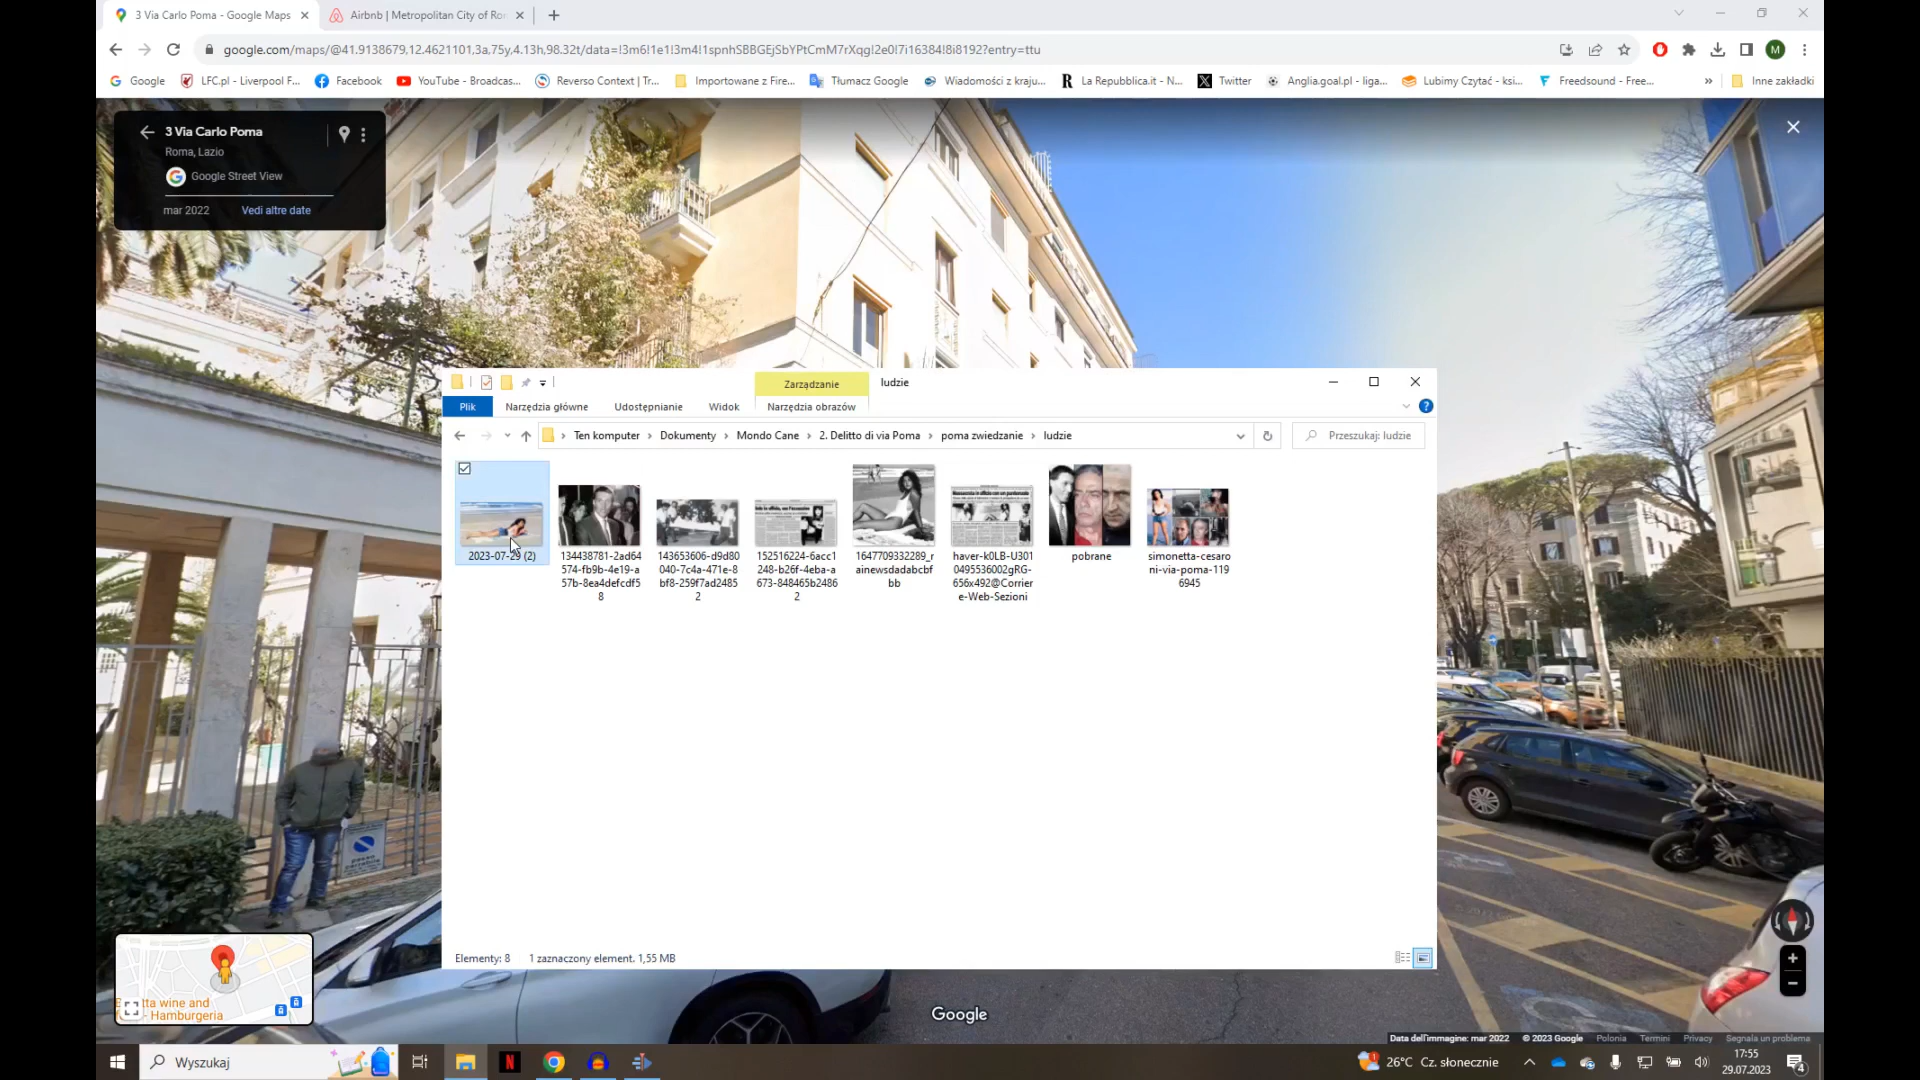 3 Via Carlo Poma - Google Maps
Airbnb | Metropolitan City of Ro
google.com/maps/@41.9138679,12.4621101,3a,75y,4.13h,98.32t/data=!3m6!1e1!3m4!1spnhSBBGEjSbYPtCmM7rXqg!2e0!7i16384!8i8192?entry=ttu
M
Google
LFC.pl - Liverpool F...
Facebook
YouTube - Broadcas...
Reverso Context | Tr...
Importowane z Fire...
Tłumacz Google
Wiadomości z kraju...
La Repubblica.it - N...
Twitter
Anglia.goal.pl - liga...
Lubimy Czytać - ksi...
Freedsound - Free...
Inne zakładki
3 Via Carlo Poma
Roma, Lazio
Google Street View
mar 2022 Vedi altre date
Zarządzanie
ludzie
Plik
Narzędzia główne
Udostępnianie
Widok
Narzędzia obrazów
Ten komputer > Dokumenty > Mondo Cane > 2. Delitto di via Poma > poma zwiedzanie > ludzie
Przeszukaj: ludzie
2023-07-29 (2)
134438781-2ad64
574-fb9b-4e19-a
57b-8ea4defcdf5
8
143653606-d9d80
040-7c4a-471e-8
bf8-259f7ad2485
2
152516224-6acc1
248-b26f-4eba-a
673-848465b2486
2
1647709332289_r
ainewsdadabcbf
bb
haver-k0LB-U301
0495536002gRG-
656x492@Corrier
e-Web-Sezioni
pobrane
simonetta-cesaro
ni-via-poma-119
6945
Elementy: 8
1 zaznaczony element. 1,55 MB
tta wine and
- Hamburgeria
Google
Data dell'immagine: mar 2022
© 2023 Google
Polonia
Termini
Privacy
Segnala un problema
Wyszukaj
26°C Cz. słonecznie
17:55
29.07.2023
4